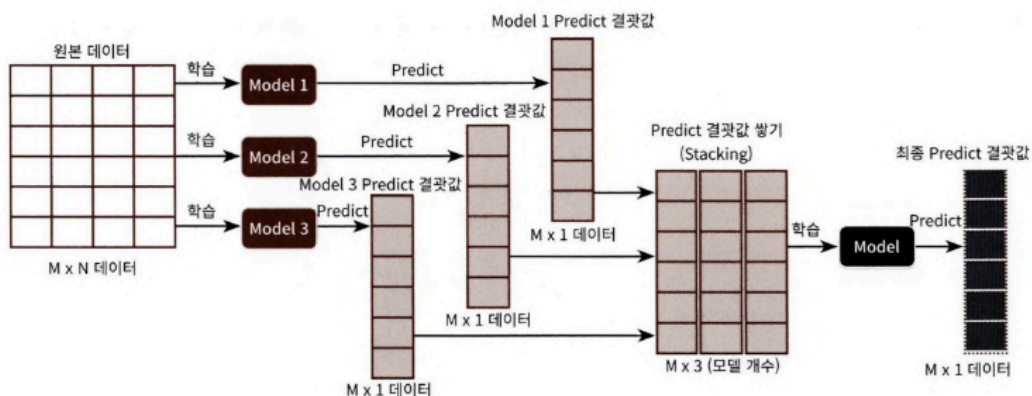 원본 데이터
학습
Model 1
Predict
Model 1 Predict 결괏값
M x 1 데이터
학습
Model 2
Predict
Model 2 Predict 결괏값
M x 1 데이터
학습
Model 3
Predict
Model 3 Predict 결괏값
M x 1 데이터
M x N 데이터
Predict 결괏값 쌓기
(Stacking)
M x 3 (모델 개수)
학습
Model
Predict
최종 Predict 결괏값
M x 1 데이터